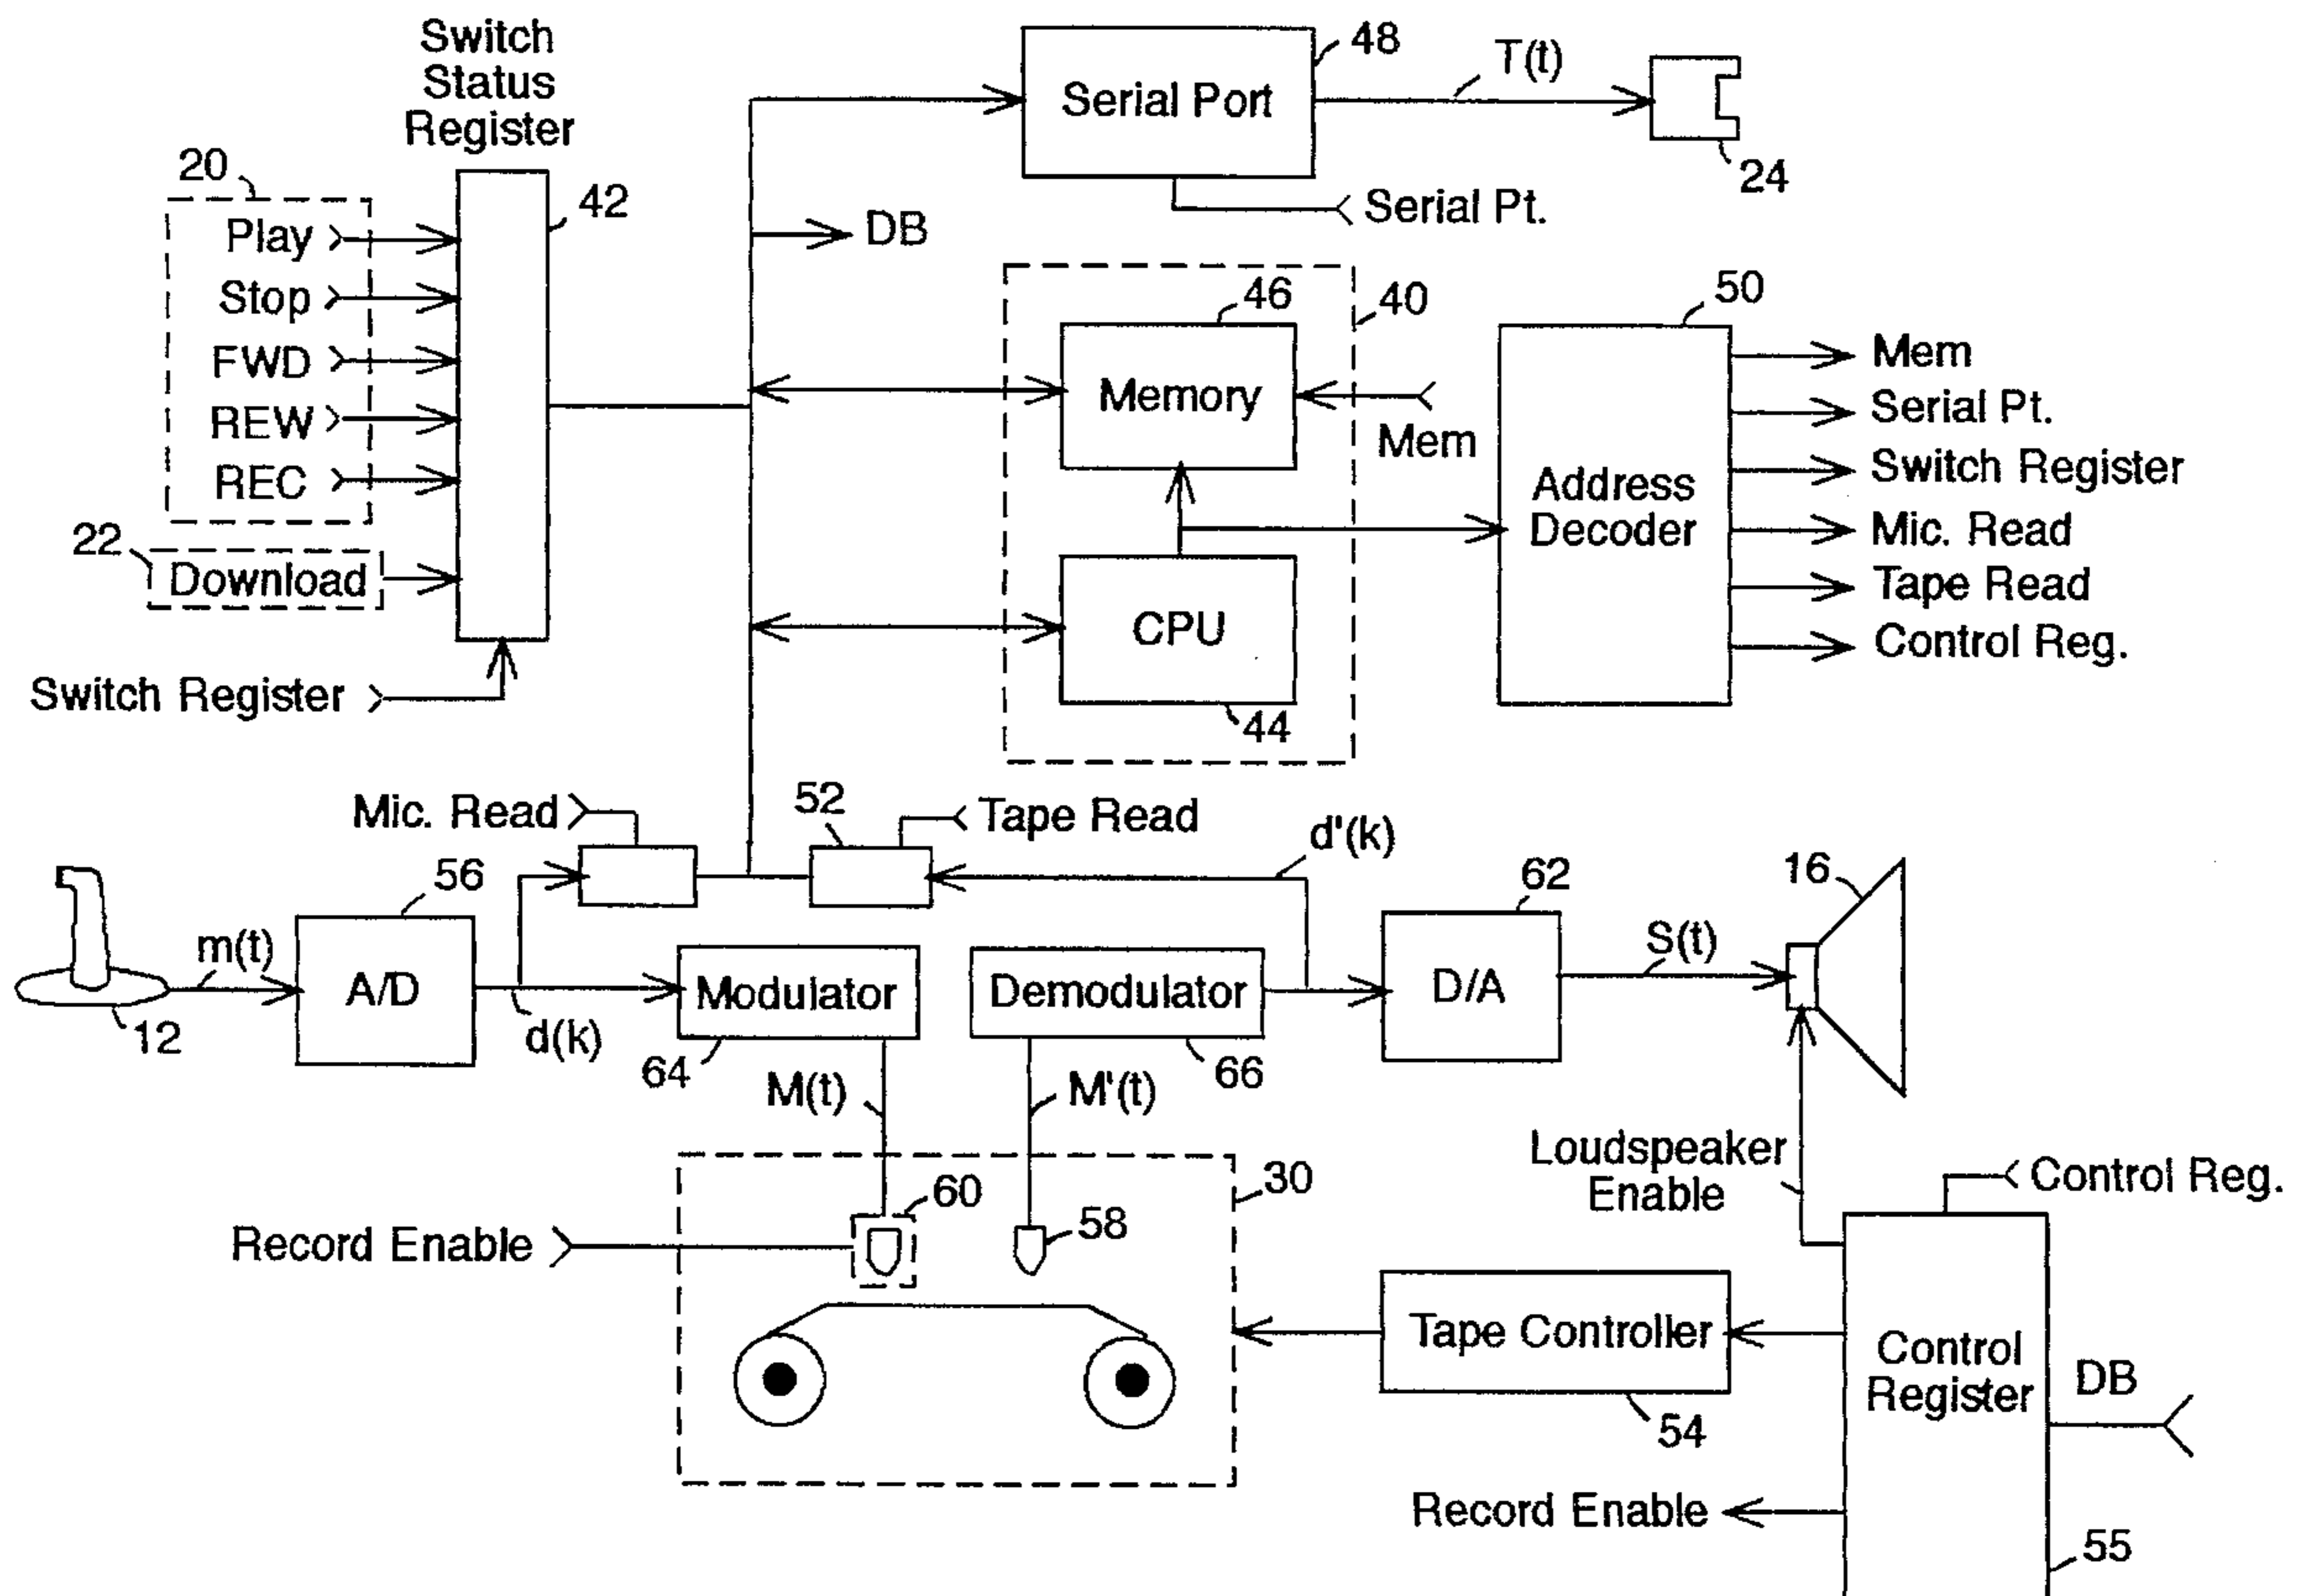 Switch
Status
Register
48
T(t)
Serial Port
24
Serial Pt.
20
42
Play
Stop
FWD
REW
REC
22
Download
Switch Register
DB
46
40
Memory
Mem
CPU
44
50
Address
Decoder
Mem
Serial Pt.
Switch Register
Mic. Read
Tape Read
Control Reg.
Mic. Read
52
Tape Read
d'(k)
56
m(t)
A/D
12
d(k)
Modulator
64
Demodulator
66
62
D/A
S(t)
16
M(t)
M'(t)
Loudspeaker
Enable
Control Reg.
30
60
58
Record Enable
Tape Controller
54
Control
Register
DB
Record Enable
55